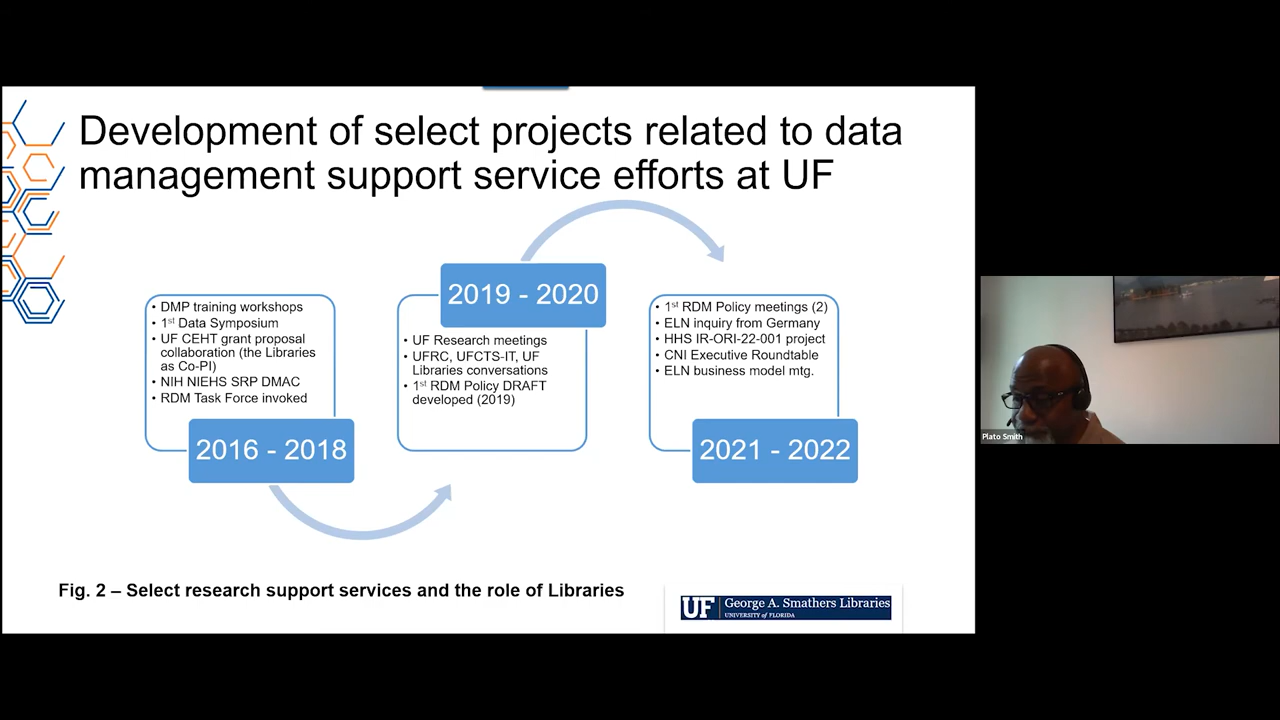 Development of select projects related to data
management support service efforts at UF
• DMP training workshops
• 1st Data Symposium
• UF CEHT grant proposal
collaboration (the Libraries
as Co-PI)
• NIH NIEHS SRP DMAC
• RDM Task Force invoked
2016 - 2018
2019 - 2020
• UF Research meetings
• UFRC, UFCTS-IT, UF
Libraries conversations
• 1st RDM Policy DRAFT
developed (2019)
• 1st RDM Policy meetings (2)
• ELN inquiry from Germany
• HHS IR-ORI-22-001 project
• CNI Executive Roundtable
• ELN business model mtg.
2021 - 2022
Fig. 2 – Select research support services and the role of Libraries
UF George A. Smathers Libraries
UNIVERSITY of FLORIDA
Plato Smith